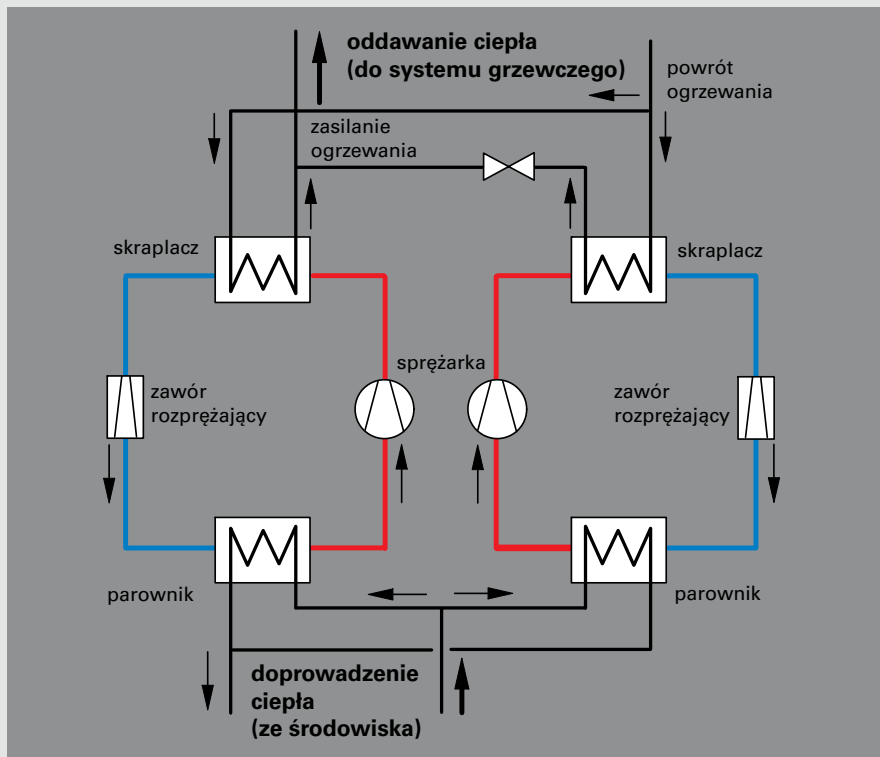 oddawanie ciepła
(do systemu grzewczego)
powrót
ogrzewania
zasilanie
ogrzewania
skraplacz
skraplacz
sprężarka
zawór
rozprężający
zawór
rozprężający
parownik
parownik
doprowadzenie
ciepła
(ze środowiska)